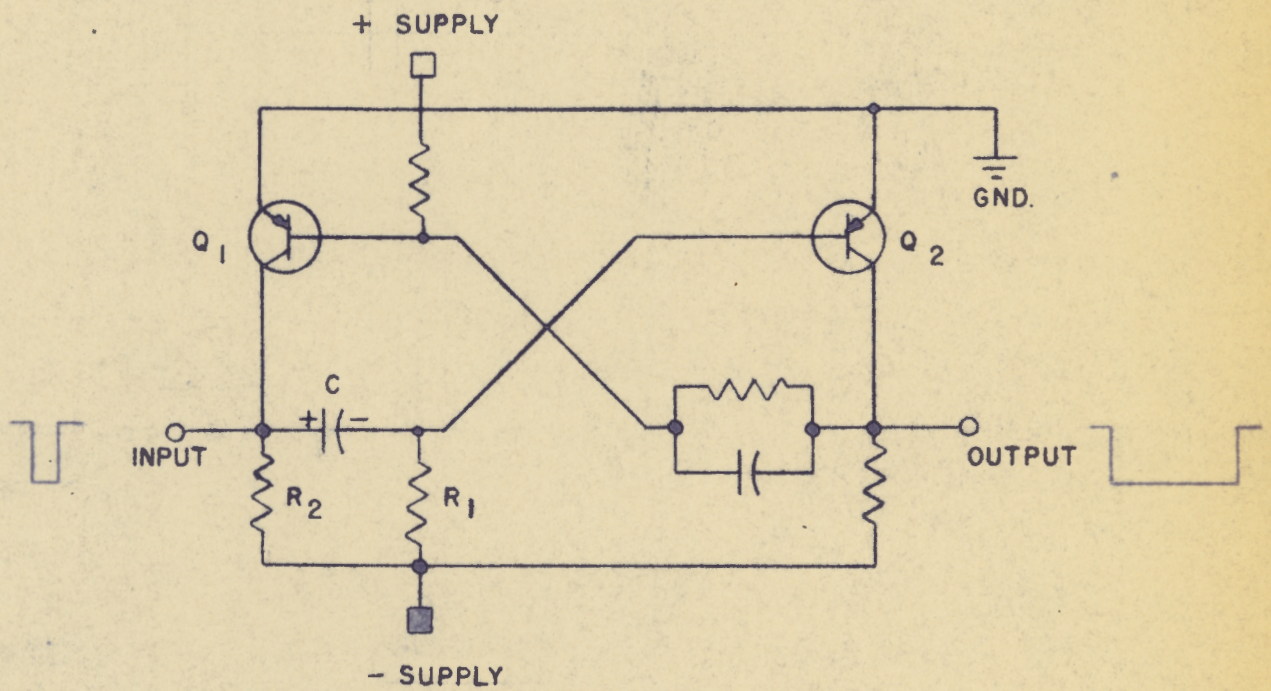 + SUPPLY
GND.
Q1
Q2
C
+ -
INPUT
R2
R1
OUTPUT
- SUPPLY